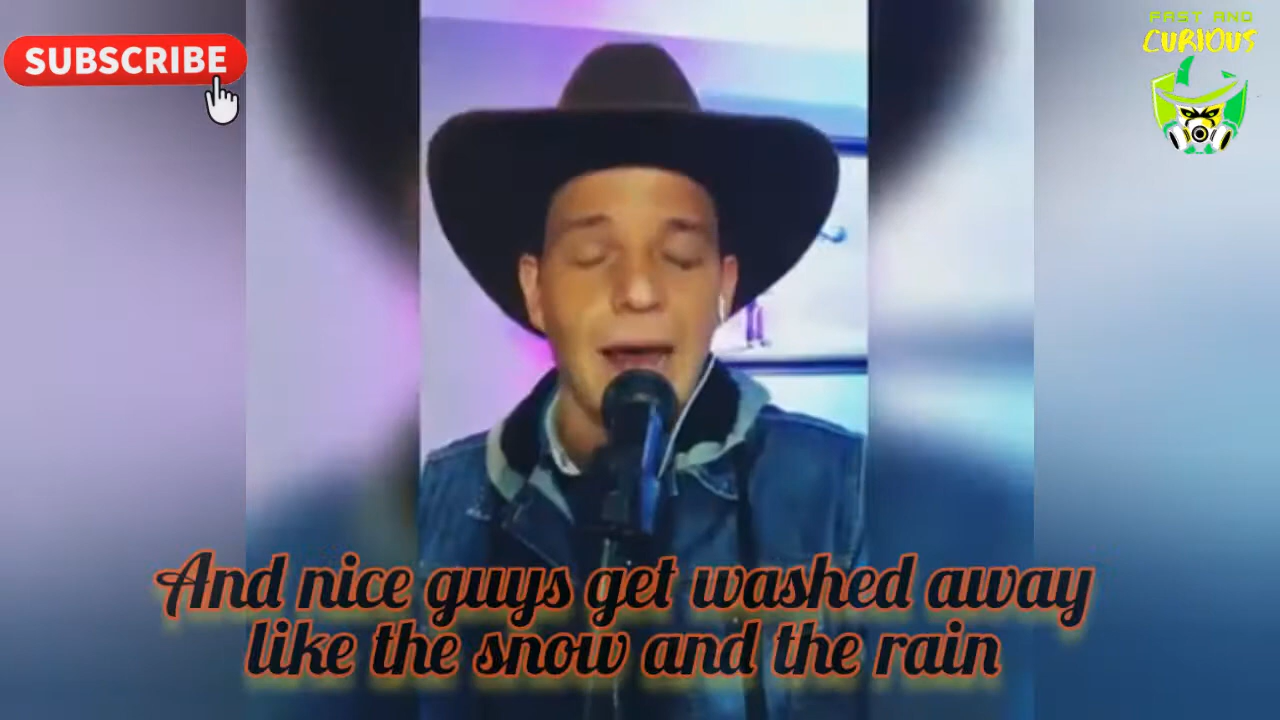 SUBSCRIBE
FAST AND
CURIOUS
And nice guys get washed away
like the snow and the rain